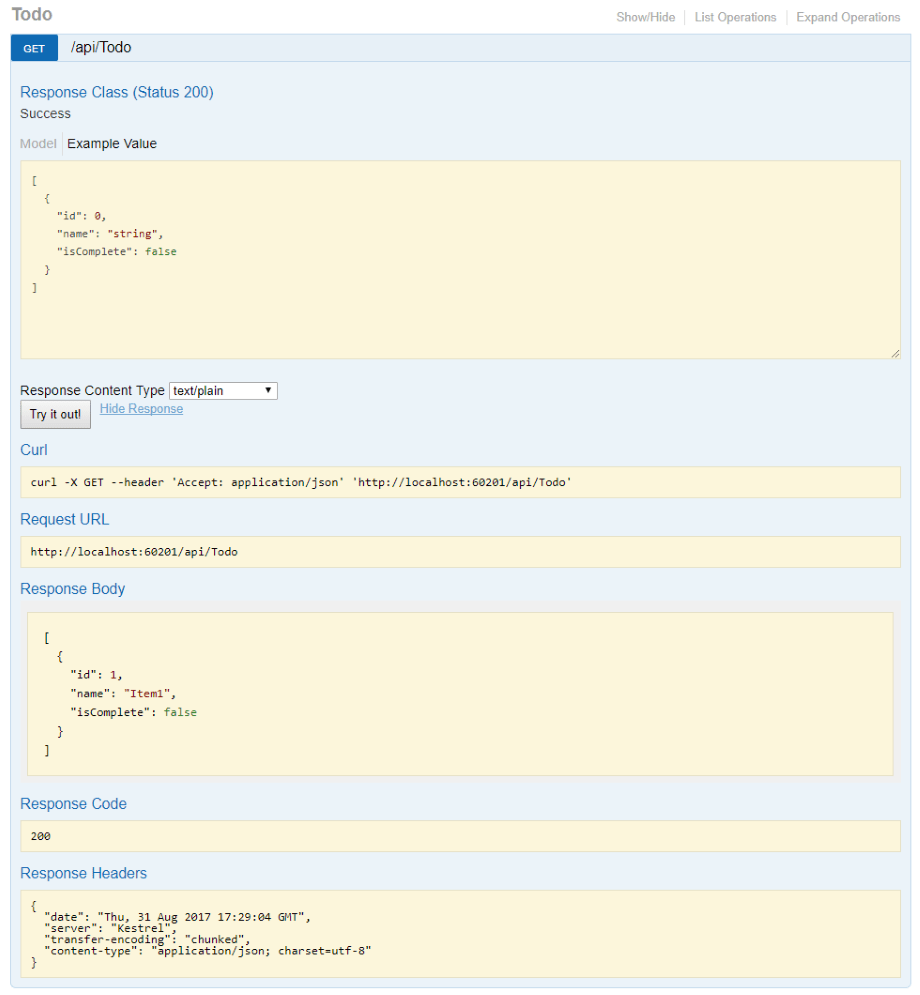 Todo
Show/Hide
List Operations
Expand Operations
GET
/api/Todo
Response Class (Status 200)
Success
Model
Example Value
[
  {
    "id": 0,
    "name": "string",
    "isComplete": false
  }
]
Response Content Type
text/plain
Try it out!
Hide Response
Curl
curl -X GET --header 'Accept: application/json' 'http://localhost:60201/api/Todo'
Request URL
http://localhost:60201/api/Todo
Response Body
[
  {
    "id": 1,
    "name": "Item1",
    "isComplete": false
  }
]
Response Code
200
Response Headers
{
  "date": "Thu, 31 Aug 2017 17:29:04 GMT",
  "server": "Kestrel",
  "transfer-encoding": "chunked",
  "content-type": "application/json; charset=utf-8"
}